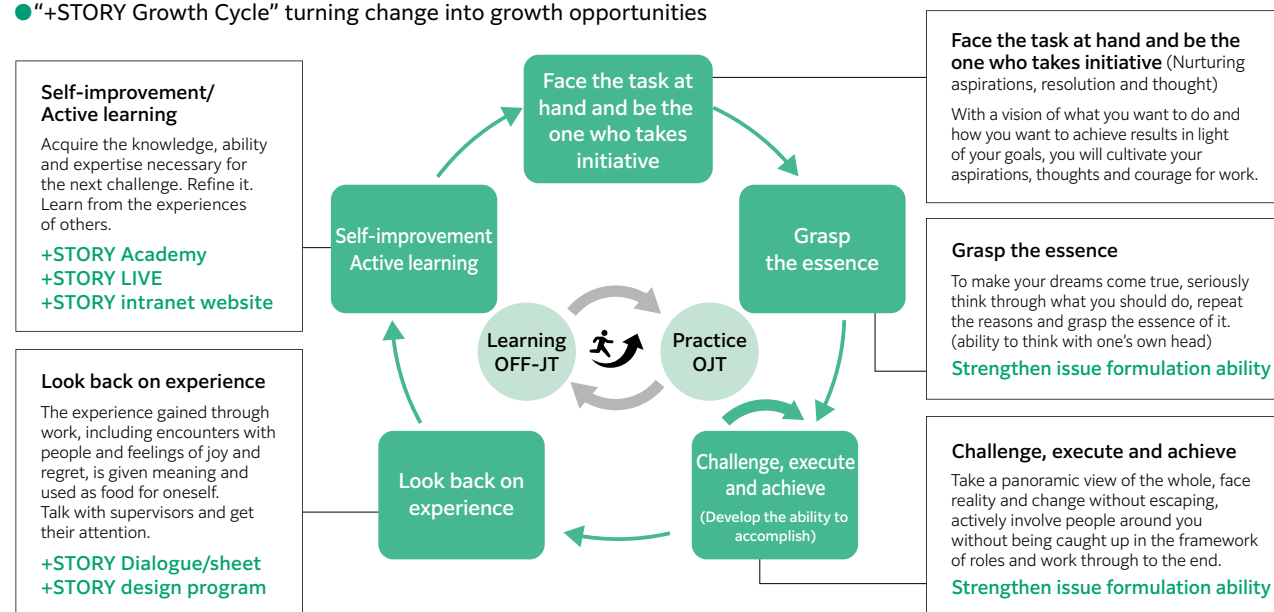 ●“+STORY Growth Cycle” turning change into growth opportunities
Self-improvement/
Active learning
Acquire the knowledge, ability
and expertise necessary for
the next challenge. Refine it.
Learn from the experiences
of others.
+STORY Academy
+STORY LIVE
+STORY intranet website
Look back on experience
The experience gained through
work, including encounters with
people and feelings of joy and
regret, is given meaning and
used as food for oneself.
Talk with supervisors and get
their attention.
+STORY Dialogue/sheet
+STORY design program
Face the task at
hand and be the
one who takes
initiative
Self-improvement
Active learning
Grasp
the essence
Learning
OFF-JT
Practice
OJT
Look back on
experience
Challenge, execute
and achieve
(Develop the ability to
accomplish)
Face the task at hand and be the
one who takes initiative (Nurturing
aspirations, resolution and thought)
With a vision of what you want to do and
how you want to achieve results in light
of your goals, you will cultivate your
aspirations, thoughts and courage for work.
Grasp the essence
To make your dreams come true, seriously
think through what you should do, repeat
the reasons and grasp the essence of it.
(ability to think with one’s own head)
Strengthen issue formulation ability
Challenge, execute and achieve
Take a panoramic view of the whole, face
reality and change without escaping,
actively involve people around you
without being caught up in the framework
of roles and work through to the end.
Strengthen issue formulation ability